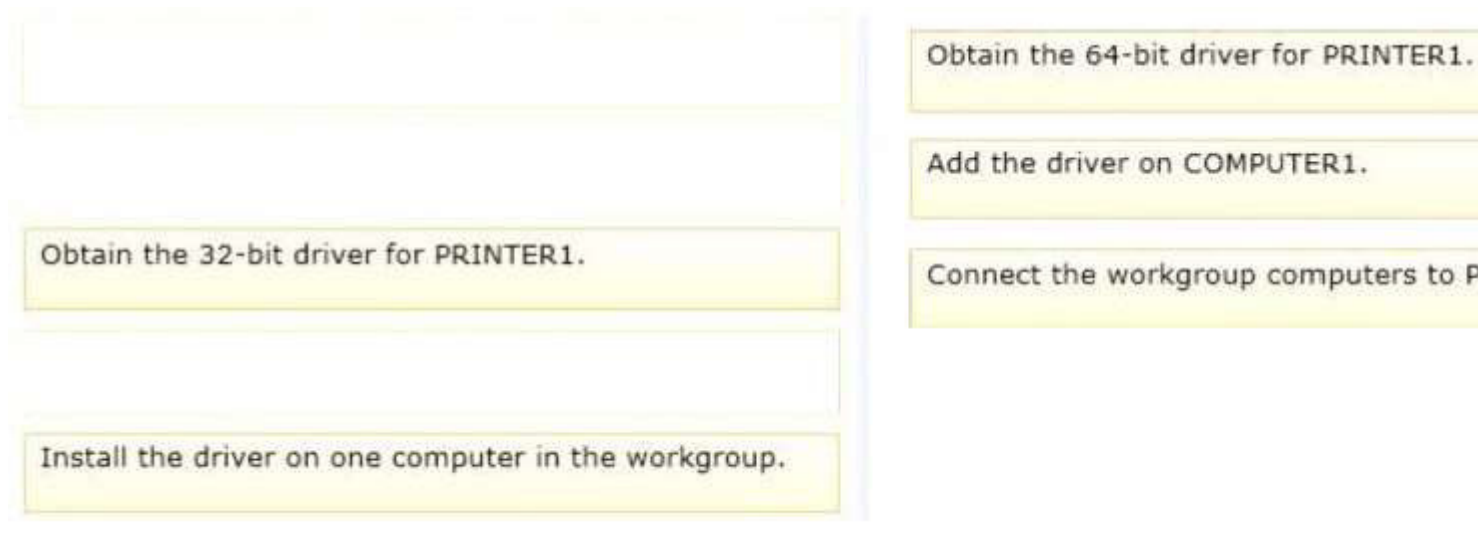 Obtain the 32-bit driver for PRINTER1.
Install the driver on one computer in the workgroup.
Obtain the 64-bit driver for PRINTER1.
Add the driver on COMPUTER1.
Connect the workgroup computers to